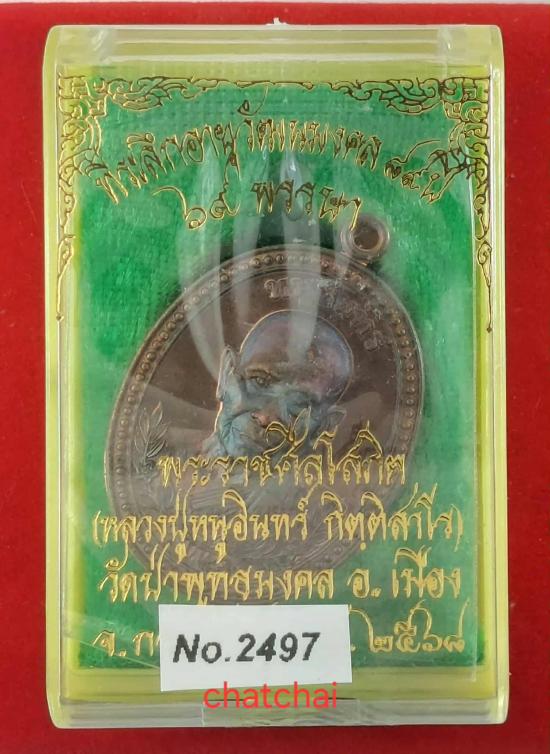 ที่ระลึกอายุวัฒนมงคล ๙๔ ปี
๖๙ พรรษา
พระราชศีลโสภิต
(หลวงปู่หนูอินทร์ กิตฺติสาโร)
วัดป่าพุทธมงคล อ. เมือง
จ. ๒๕๖๘
No.2497
chatchai